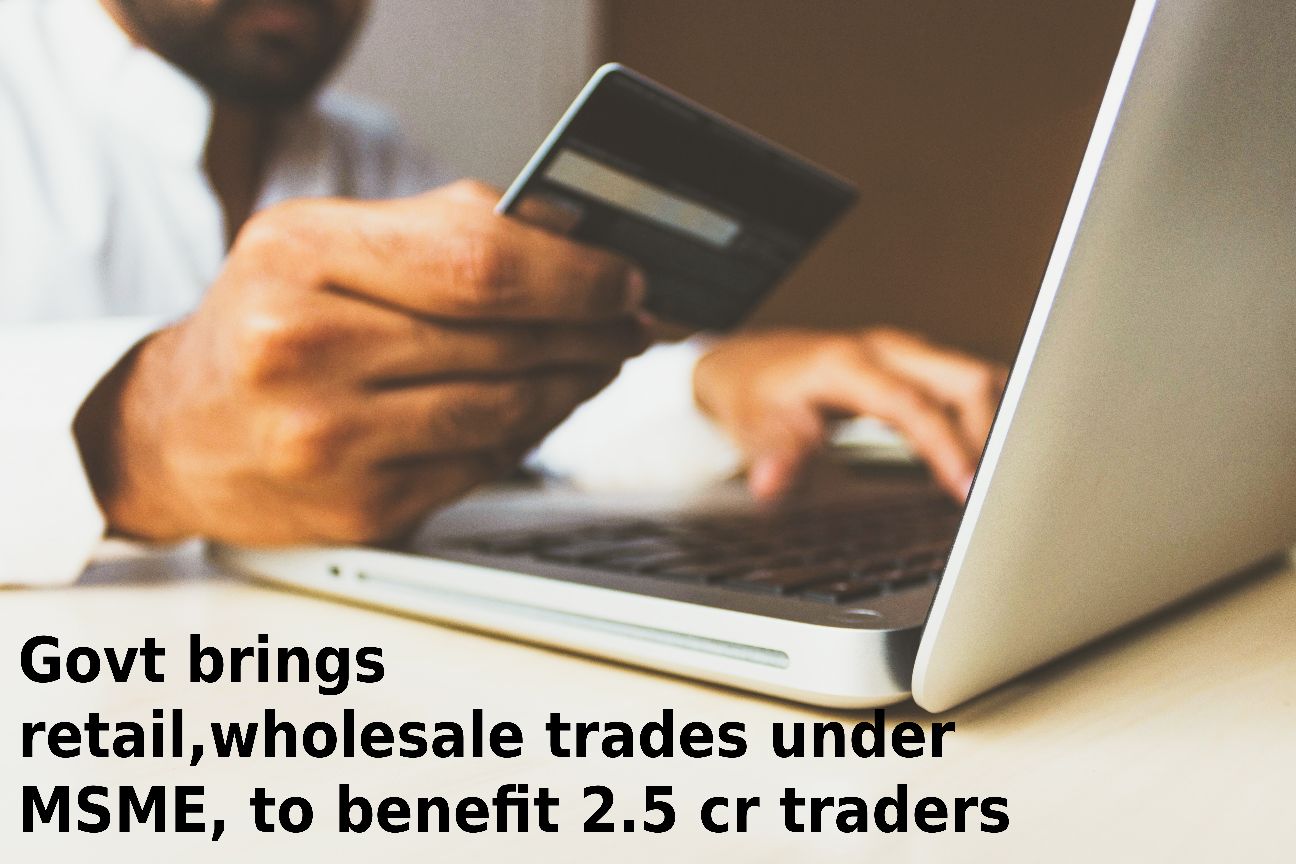 Govt brings
retail,wholesale trades under
MSME, to benefit 2.5 cr traders